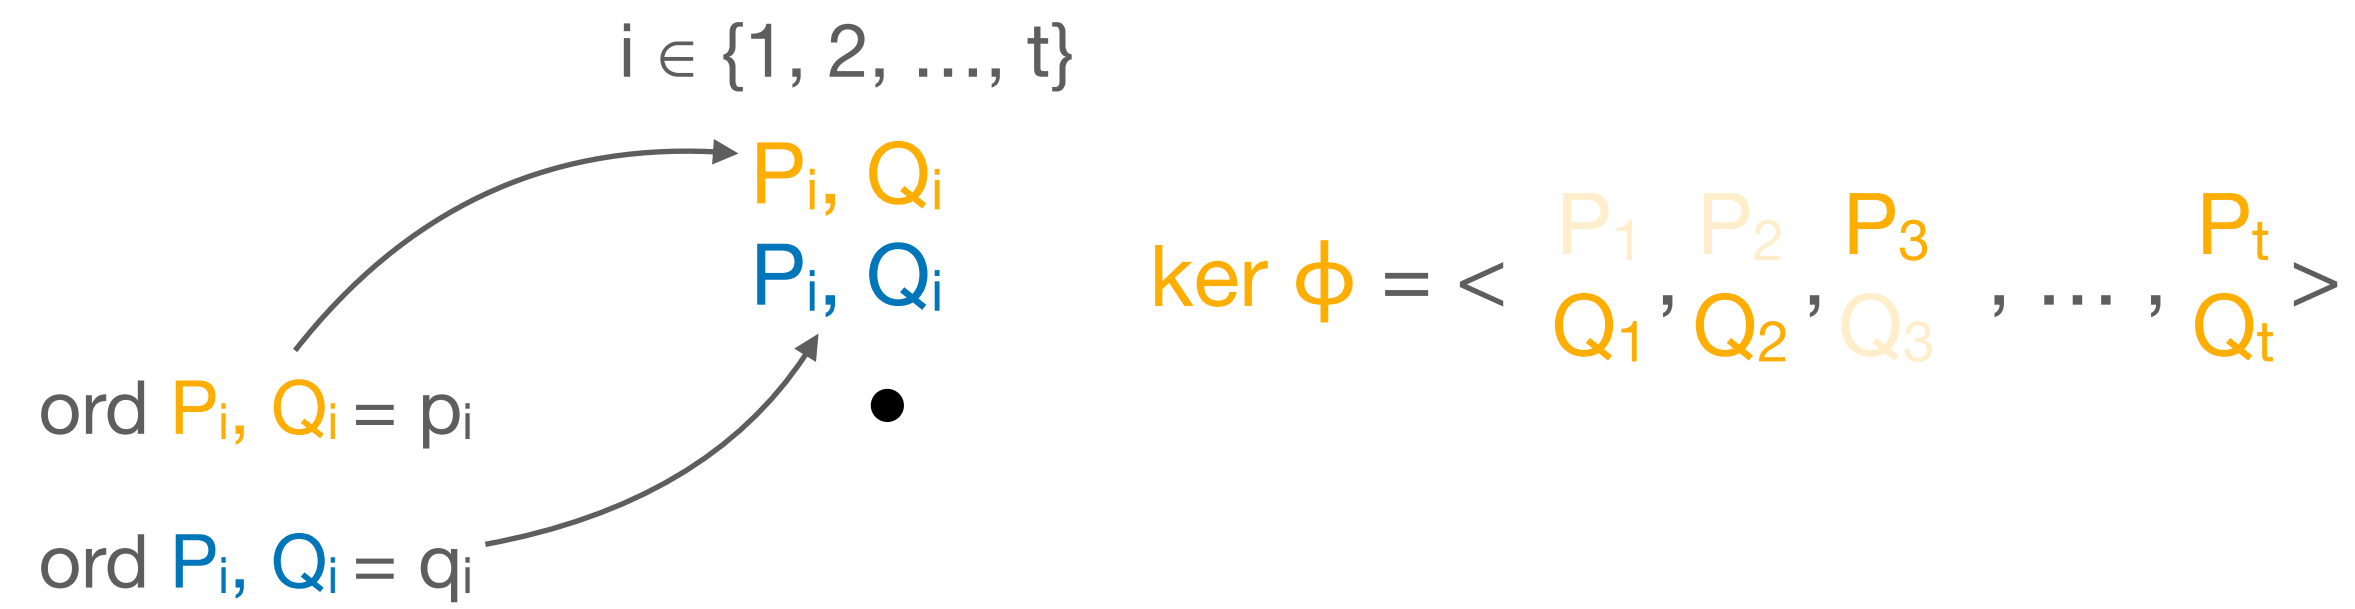 i ∈ {1, 2, ..., t}
Pᵢ, Qᵢ
Pᵢ, Qᵢ
ord Pᵢ, Qᵢ = pᵢ
ord Pᵢ, Qᵢ = qᵢ
P₁ P₂ P₃ Pₜ
ker ϕ = < , , , ... , >
Q₁ Q₂ Q₃ Qₜ